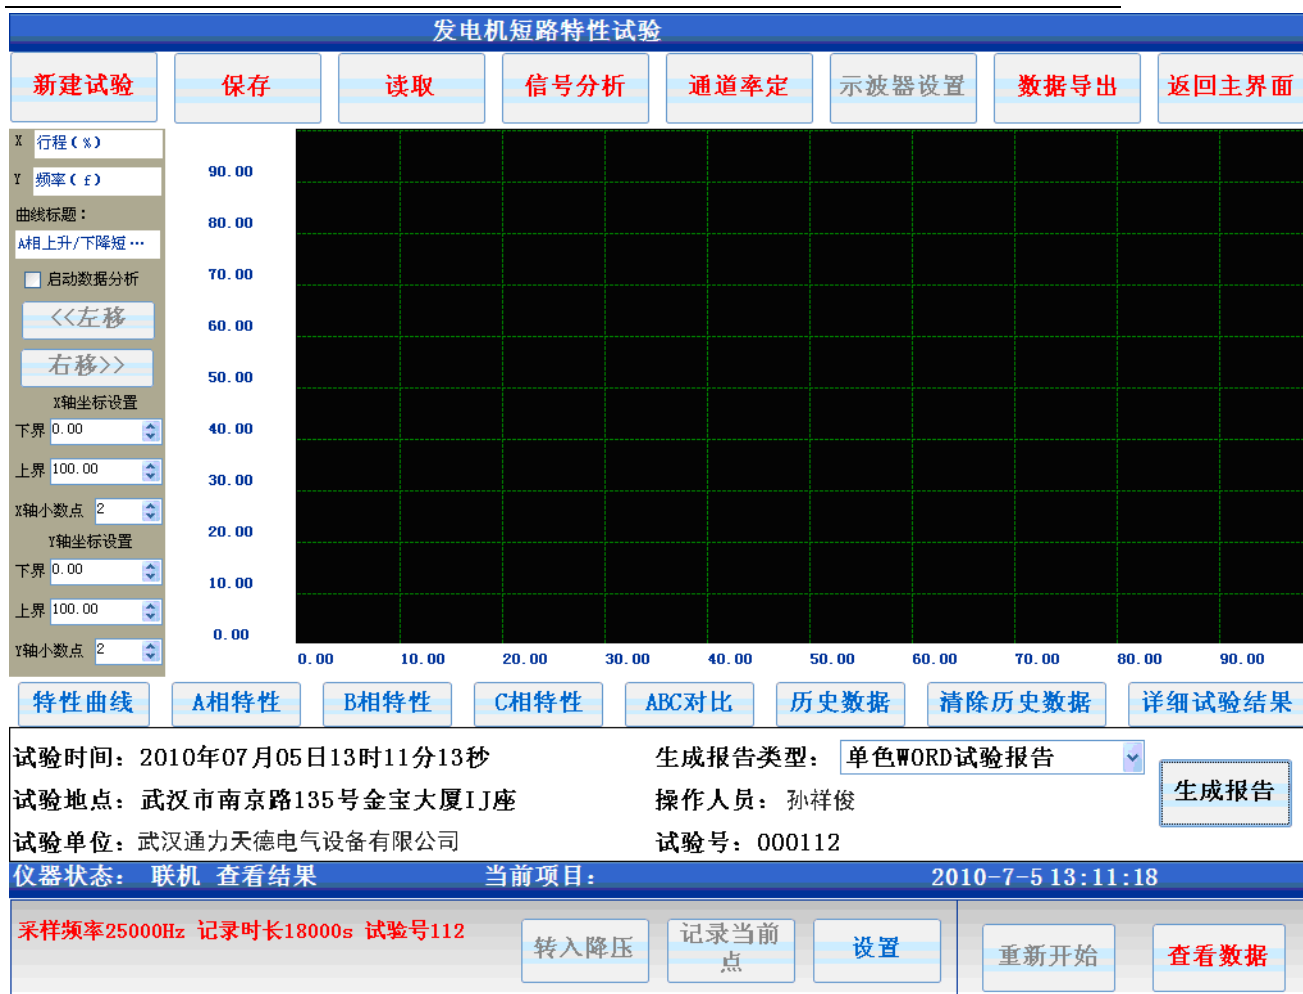 发电机短路特性试验
新建试验 保存 读取 信号分析 通道率定 示波器设置 数据导出 返回主界面
X 行程(%)
Y 频率(f)
曲线标题：
A相上升/下降短…
启动数据分析
<<左移
右移>>
X轴坐标设置
下界 0.00
上界 100.00
X轴小数点 2
Y轴坐标设置
下界 0.00
上界 100.00
Y轴小数点 2
90.00
80.00
70.00
60.00
50.00
40.00
30.00
20.00
10.00
0.00
0.00 10.00 20.00 30.00 40.00 50.00 60.00 70.00 80.00 90.00
特性曲线 A相特性 B相特性 C相特性 ABC对比 历史数据 清除历史数据 详细试验结果
试验时间：2010年07月05日13时11分13秒 生成报告类型：单色WORD试验报告
试验地点：武汉市南京路135号金宝大厦IJ座 操作人员：孙祥俊 生成报告
试验单位：武汉通力天德电气设备有限公司 试验号：000112
仪器状态： 联机 查看结果 当前项目： 2010-7-5 13:11:18
采样频率25000Hz 记录时长18000s 试验号112
转入降压 记录当前点 设置 重新开始 查看数据